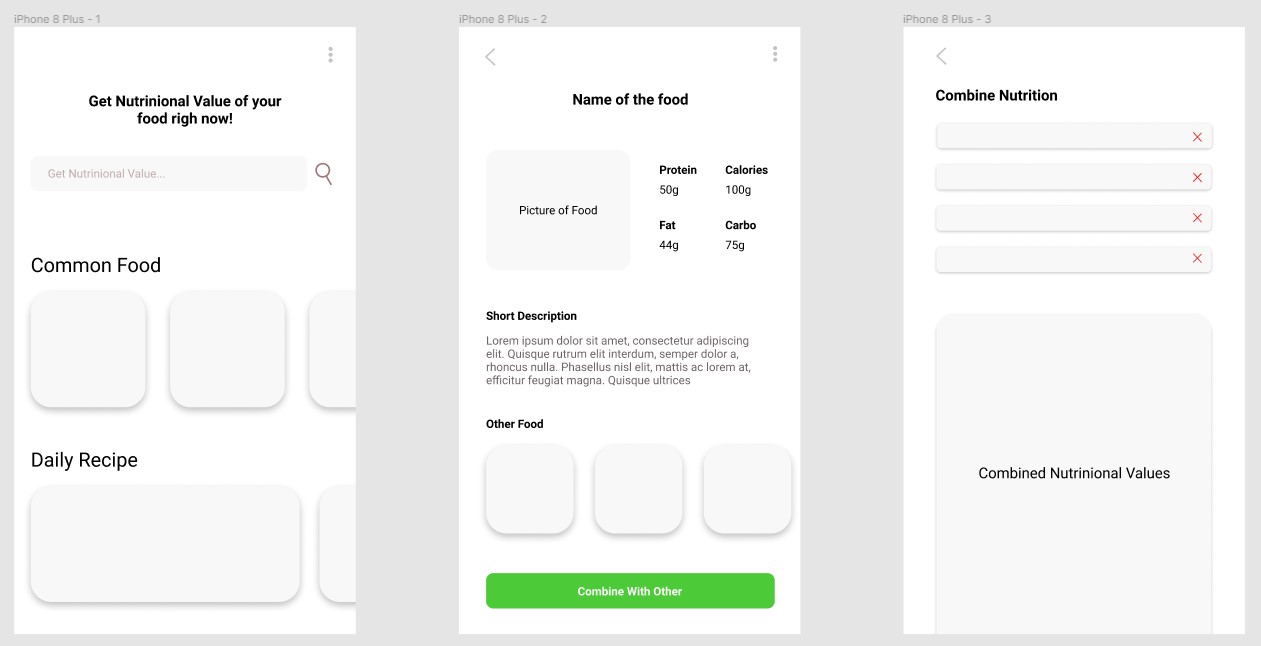 iPhone 8 Plus - 1
Get Nutrinional Value of your
food righ now!
Get Nutrinional Value...
Common Food
Daily Recipe
iPhone 8 Plus - 2
Name of the food
Picture of Food
Protein
Calories
50g
100g
Fat
Carbo
44g
75g
Short Description
Lorem ipsum dolor sit amet, consectetur adipiscing
elit. Quisque rutrum elit interdum, semper dolor a,
rhoncus nulla. Phasellus nisl elit, mattis ac lorem at,
efficitur feugiat magna. Quisque ultrices
Other Food
Combine With Other
iPhone 8 Plus - 3
Combine Nutrition
Combined Nutrinional Values